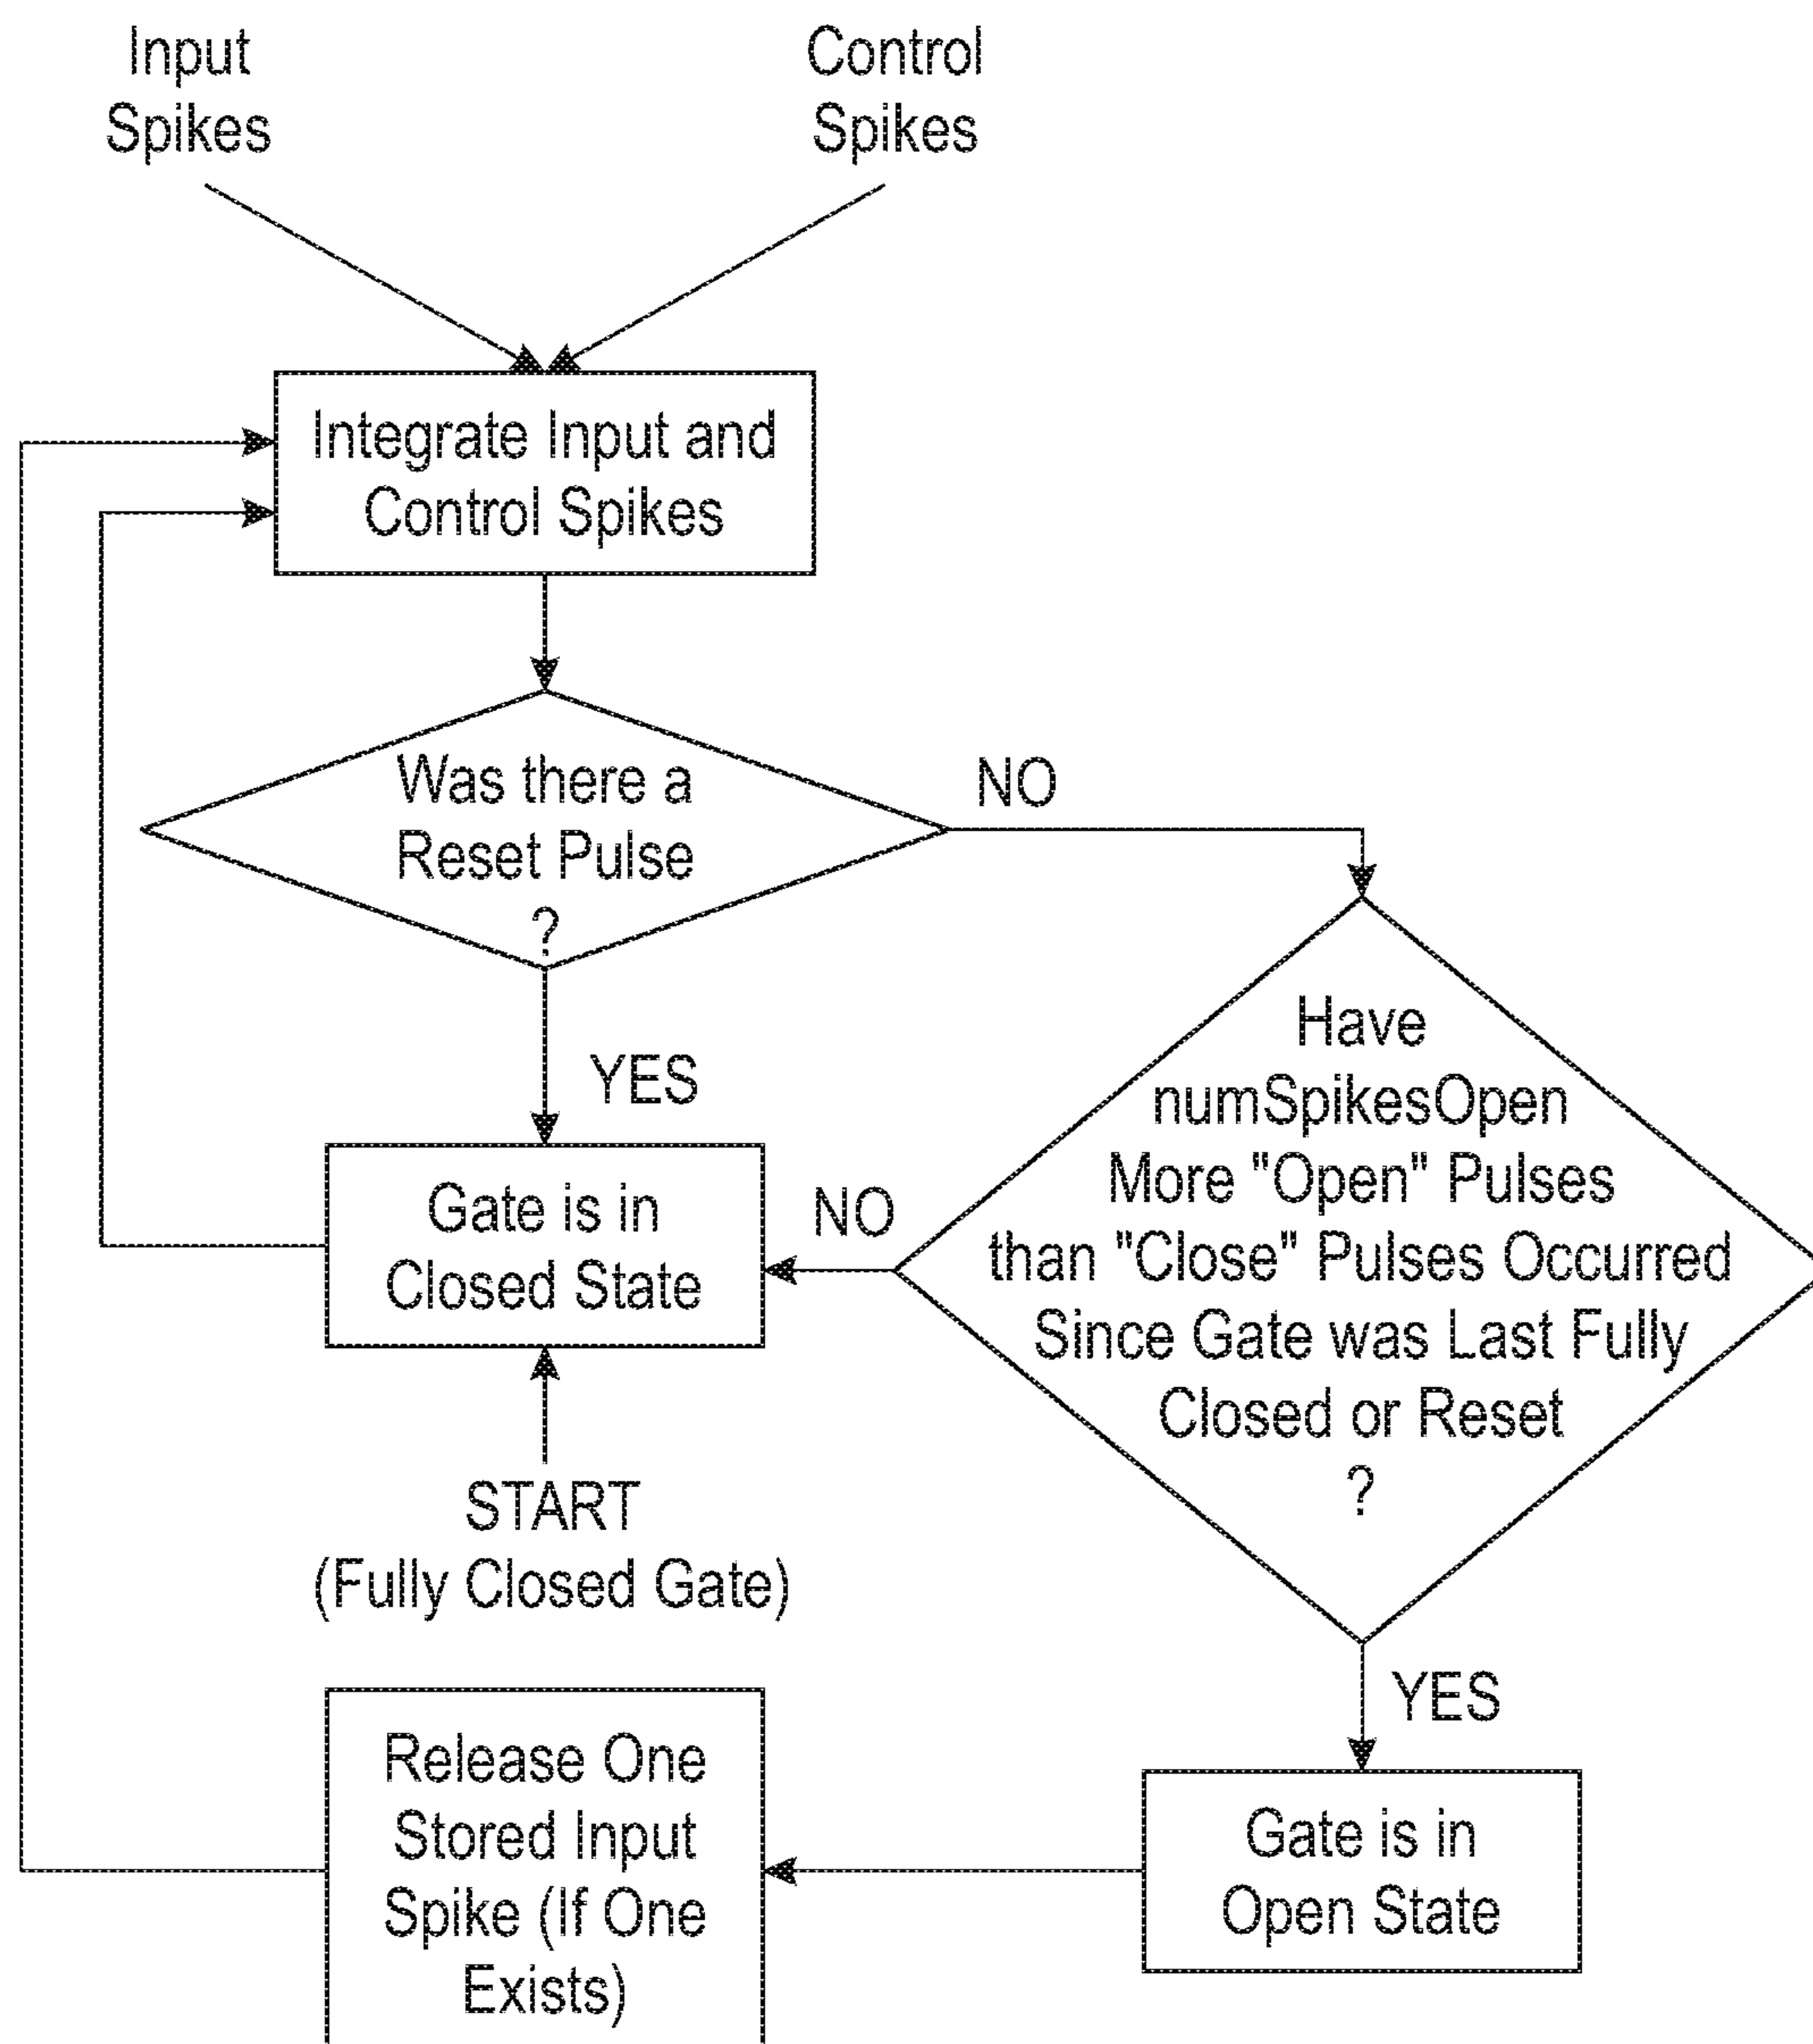 Input
Spikes
Control
Spikes
Integrate Input and
Control Spikes
Was there a
Reset Pulse
?
NO
YES
Have
numSpikesOpen
More "Open" Pulses
than "Close" Pulses Occurred
Since Gate was Last Fully
Closed or Reset
?
NO
Gate is in
Closed State
START
(Fully Closed Gate)
YES
Gate is in
Open State
Release One
Stored Input
Spike (If One
Exists)